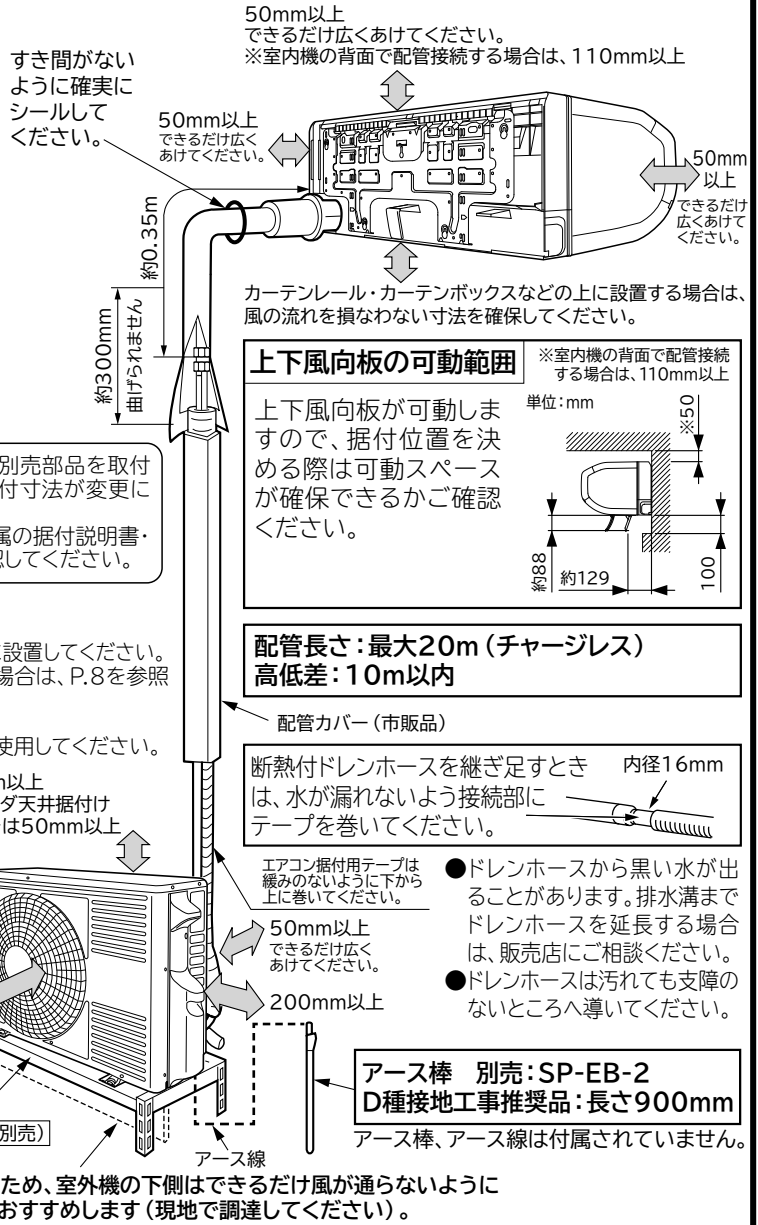 50mm以上
できるだけ広くあけてください。
※室内機の背面で配管接続する場合は、110mm以上
すき間がない
ように確実に
シールして
ください。
50mm以上
できるだけ広く
あけてください。
50mm
以上
できるだけ
広くあけて
ください。
約0.35m
約300mm
曲げられません
カーテンレール・カーテンボックスなどの上に設置する場合は、
風の流れを損なわない寸法を確保してください。
上下風向板の可動範囲
※室内機の背面で配管接続
する場合は、110mm以上
上下風向板が可動しま
すので、据付位置を決
める際は可動スペース
が確保できるかご確認
ください。
単位：mm
※50
約88
約129
100
別売部品を取付
付寸法が変更に
属の据付説明書・
認してください。
配管長さ：最大20m（チャージレス）
高低差：10m以内
に設置してください。
場合は、P.8を参照
配管カバー（市販品）
使用してください。
断熱付ドレンホースを継ぎ足すとき
は、水が漏れないよう接続部に
テープを巻いてください。
内径16mm
m以上
ダ天井据付け
は50mm以上
エアコン据付用テープは
緩みのないように下から
上に巻いてください。
50mm以上
できるだけ広く
あけてください。
200mm以上
●ドレンホースから黒い水が出
ることがあります。排水溝まで
ドレンホースを延長する場合
は、販売店にご相談ください。
●ドレンホースは汚れても支障の
ないところへ導いてください。
アース棒　別売：SP-EB-2
D種接地工事推奨品：長さ900mm
アース棒、アース線は付属されていません。
別売）
アース線
ため、室外機の下側はできるだけ風が通らないように
おすすめします（現地で調達してください）。